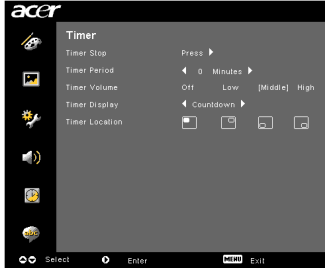 acer
Timer
Timer Stop Press
Timer Period 0 Minutes
Timer Volume Off Low [Middle] High
Timer Display Countdown
Timer Location
abc
Select Enter MENU Exit